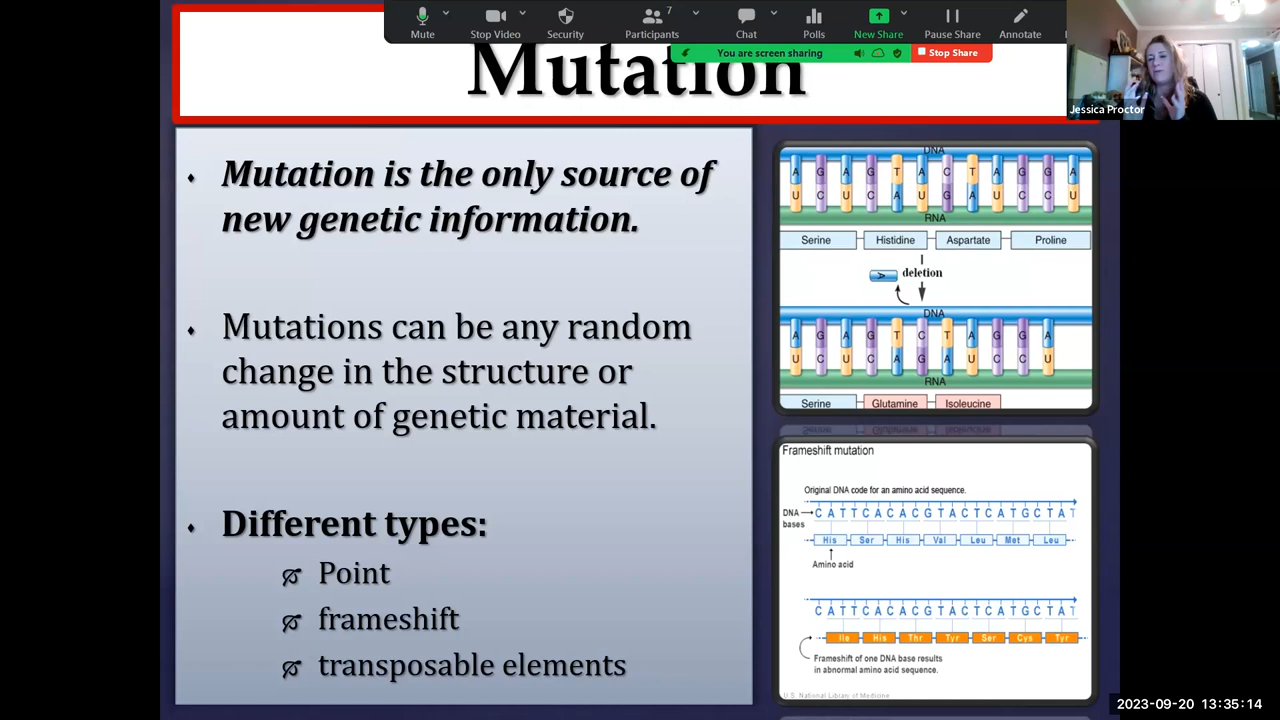 Mute
Stop Video
Security
Participants
7
Chat
Polls
New Share
Pause Share
Annotate
You are screen sharing
Stop Share
Jessica Proctor
Mutation
Mutation is the only source of
new genetic information.
Mutations can be any random
change in the structure or
amount of genetic material.
Different types:
Point
frameshift
transposable elements
DNA
A G A G T A C T A G G A
U C U C A U G A U C C U
RNA
Serine Histidine Aspartate Proline
A deletion
DNA
A G A G T C T A G G A
U C U C A G A U C C U
RNA
Serine Glutamine Isoleucine
Frameshift mutation
Original DNA code for an amino acid sequence.
DNA
bases
C A T T C A C A C G T A C T C A T G C T A T
His Ser His Val Leu Met Leu
Amino acid
C A T T C A C A C G T A C T C A T G C T A T
Ile His Thr Tyr Ser Cys Tyr
Frameshift of one DNA base results
in abnormal amino acid sequence.
U.S. National Library of Medicine
2023-09-20 13:35:14